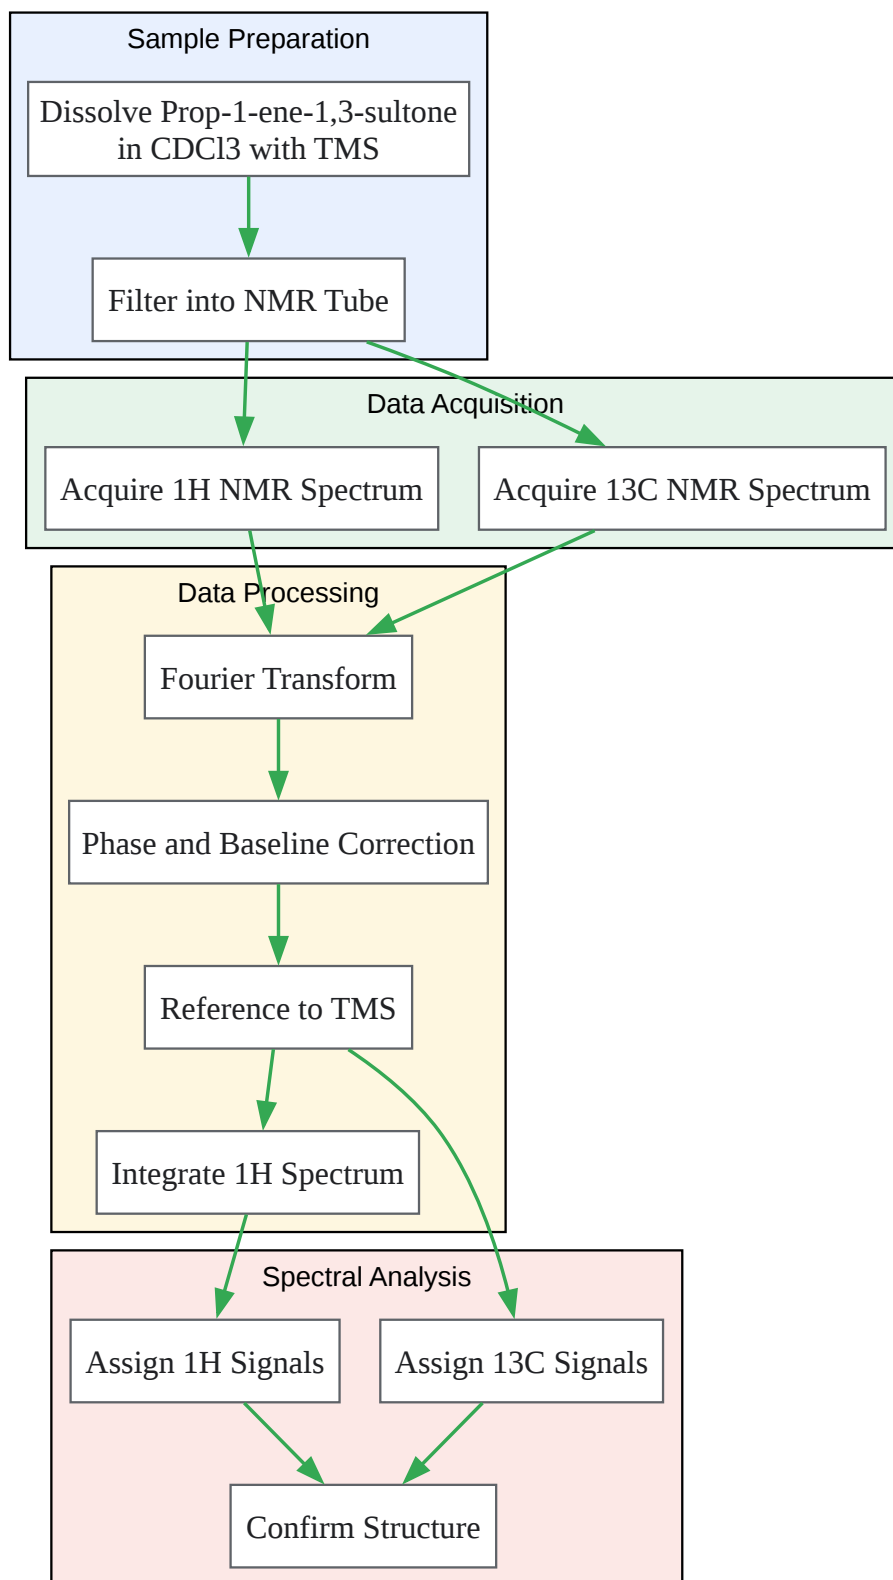 Sample Preparation
Dissolve Prop-1-ene-1,3-sultone
in CDCl3 with TMS
Filter into NMR Tube
Data Acquisition
Acquire 1H NMR Spectrum
Acquire 13C NMR Spectrum
Data Processing
Fourier Transform
Phase and Baseline Correction
Reference to TMS
Integrate 1H Spectrum
Spectral Analysis
Assign 1H Signals
Assign 13C Signals
Confirm Structure